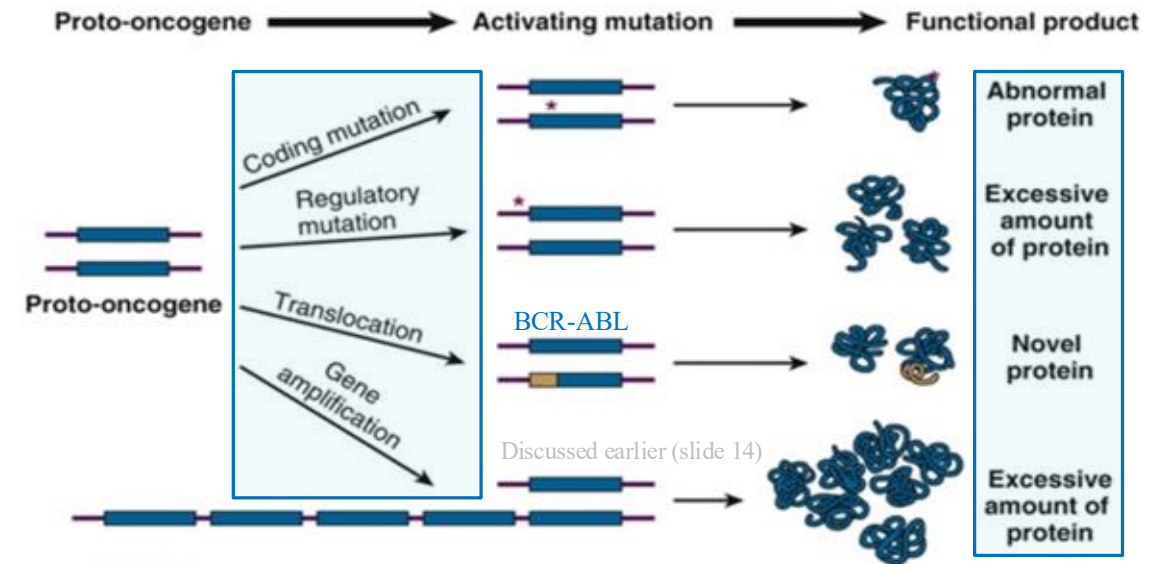 Proto-oncogene
Activating mutation
Functional product
Coding mutation
Regulatory
mutation
Translocation
Gene
amplification
Proto-oncogene
*
*
BCR-ABL
Discussed earlier (slide 14)
*
Abnormal
protein
Excessive
amount
of protein
Novel
protein
Excessive
amount of
protein